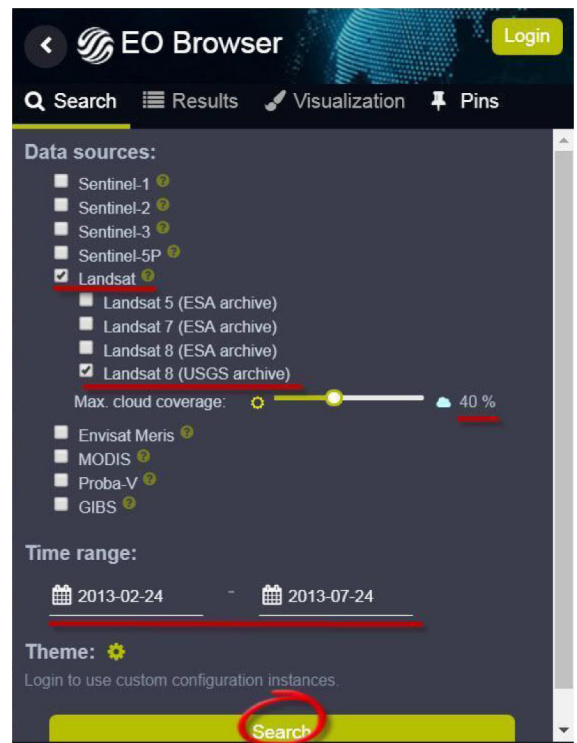 EO Browser
Login
Search Results Visualization Pins
Data sources:
Sentinel-1 ?
Sentinel-2 ?
Sentinel-3 ?
Sentinel-5P ?
Landsat ?
Landsat 5 (ESA archive)
Landsat 7 (ESA archive)
Landsat 8 (ESA archive)
Landsat 8 (USGS archive)
Max. cloud coverage: 40 %
Envisat Meris ?
MODIS ?
Proba-V ?
GIBS ?
Time range:
2013-02-24 - 2013-07-24
Theme:
Login to use custom configuration instances.
Search